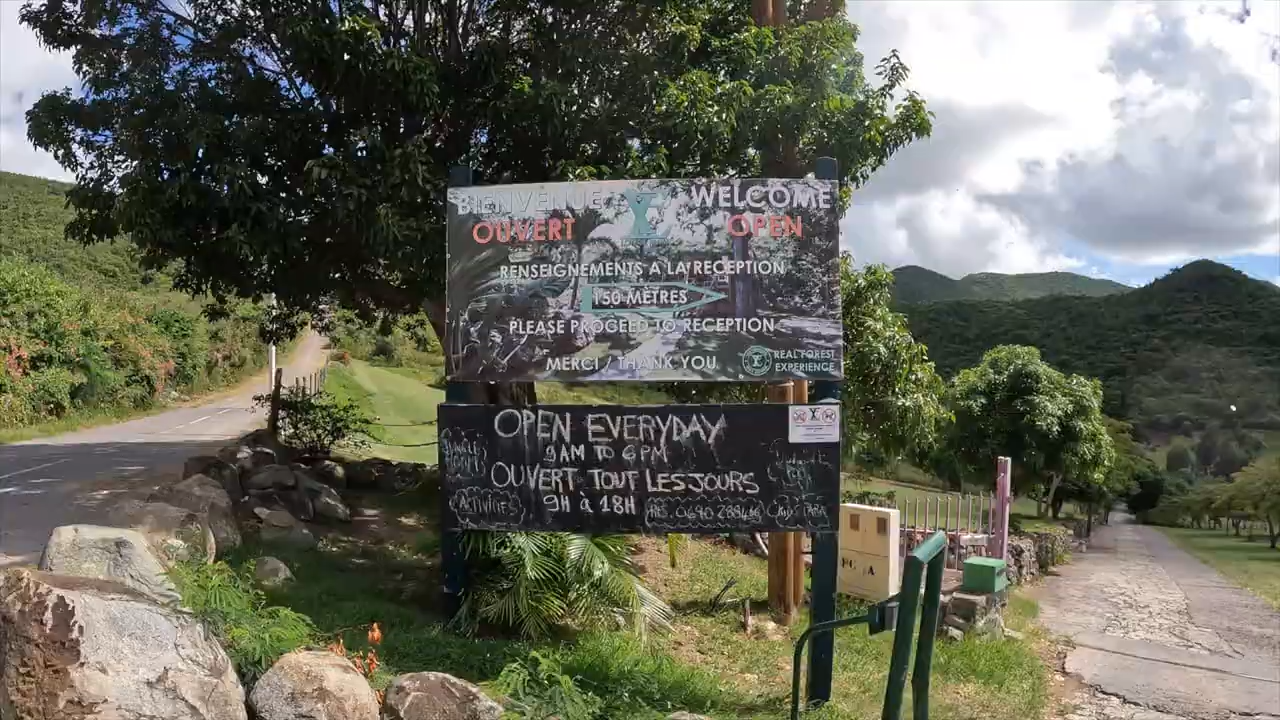 BIENVENUE WELCOME
OUVERT OPEN
RENSEIGNEMENTS A LA RECEPTION
150 MÈTRES
PLEASE PROCEED TO RECEPTION
MERCI / THANK YOU
REAL FOREST
EXPERIENCE
OPEN EVERYDAY
9AM TO 6PM
OUVERT TOUT LES JOURS
9H à 18H
ACTIVITIES